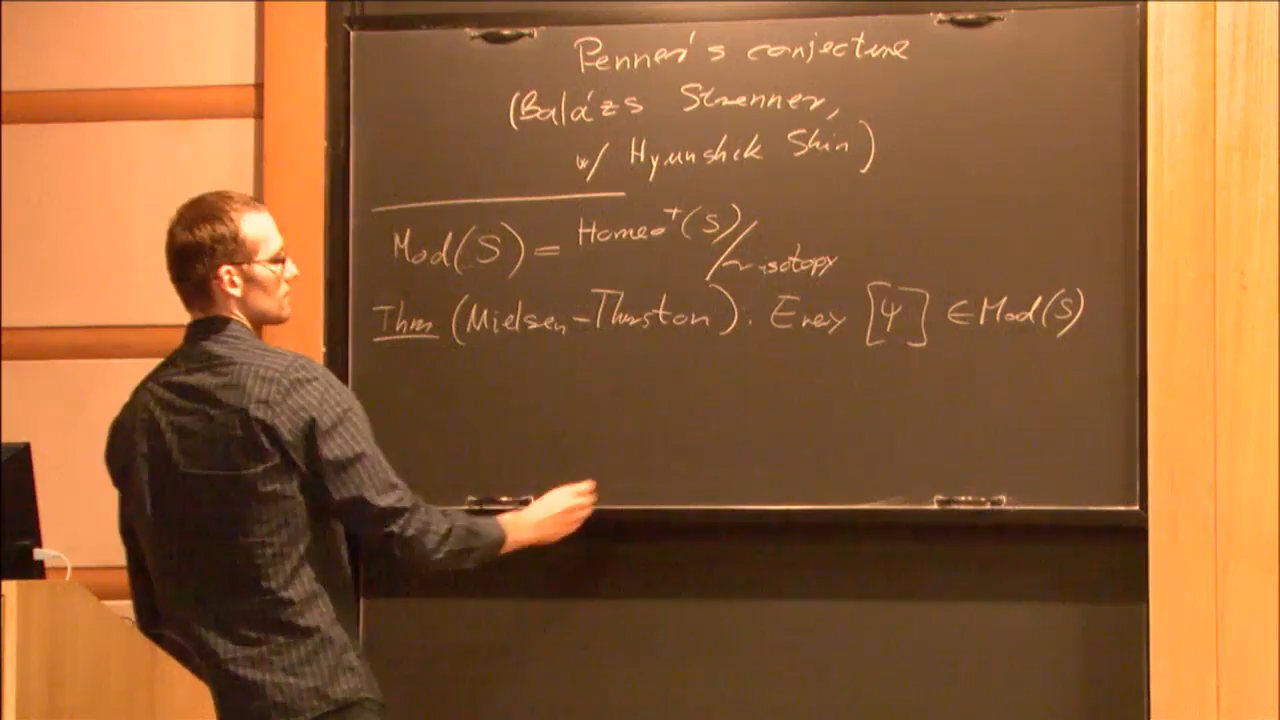 Penner's conjecture
(Balázs Strenner,
w/ Hyunshik Shin)
Mod(S) = Homeo⁺(S)/~isotopy
Thm (Nielsen-Thurston). Every [ψ] ∈ Mod(S)